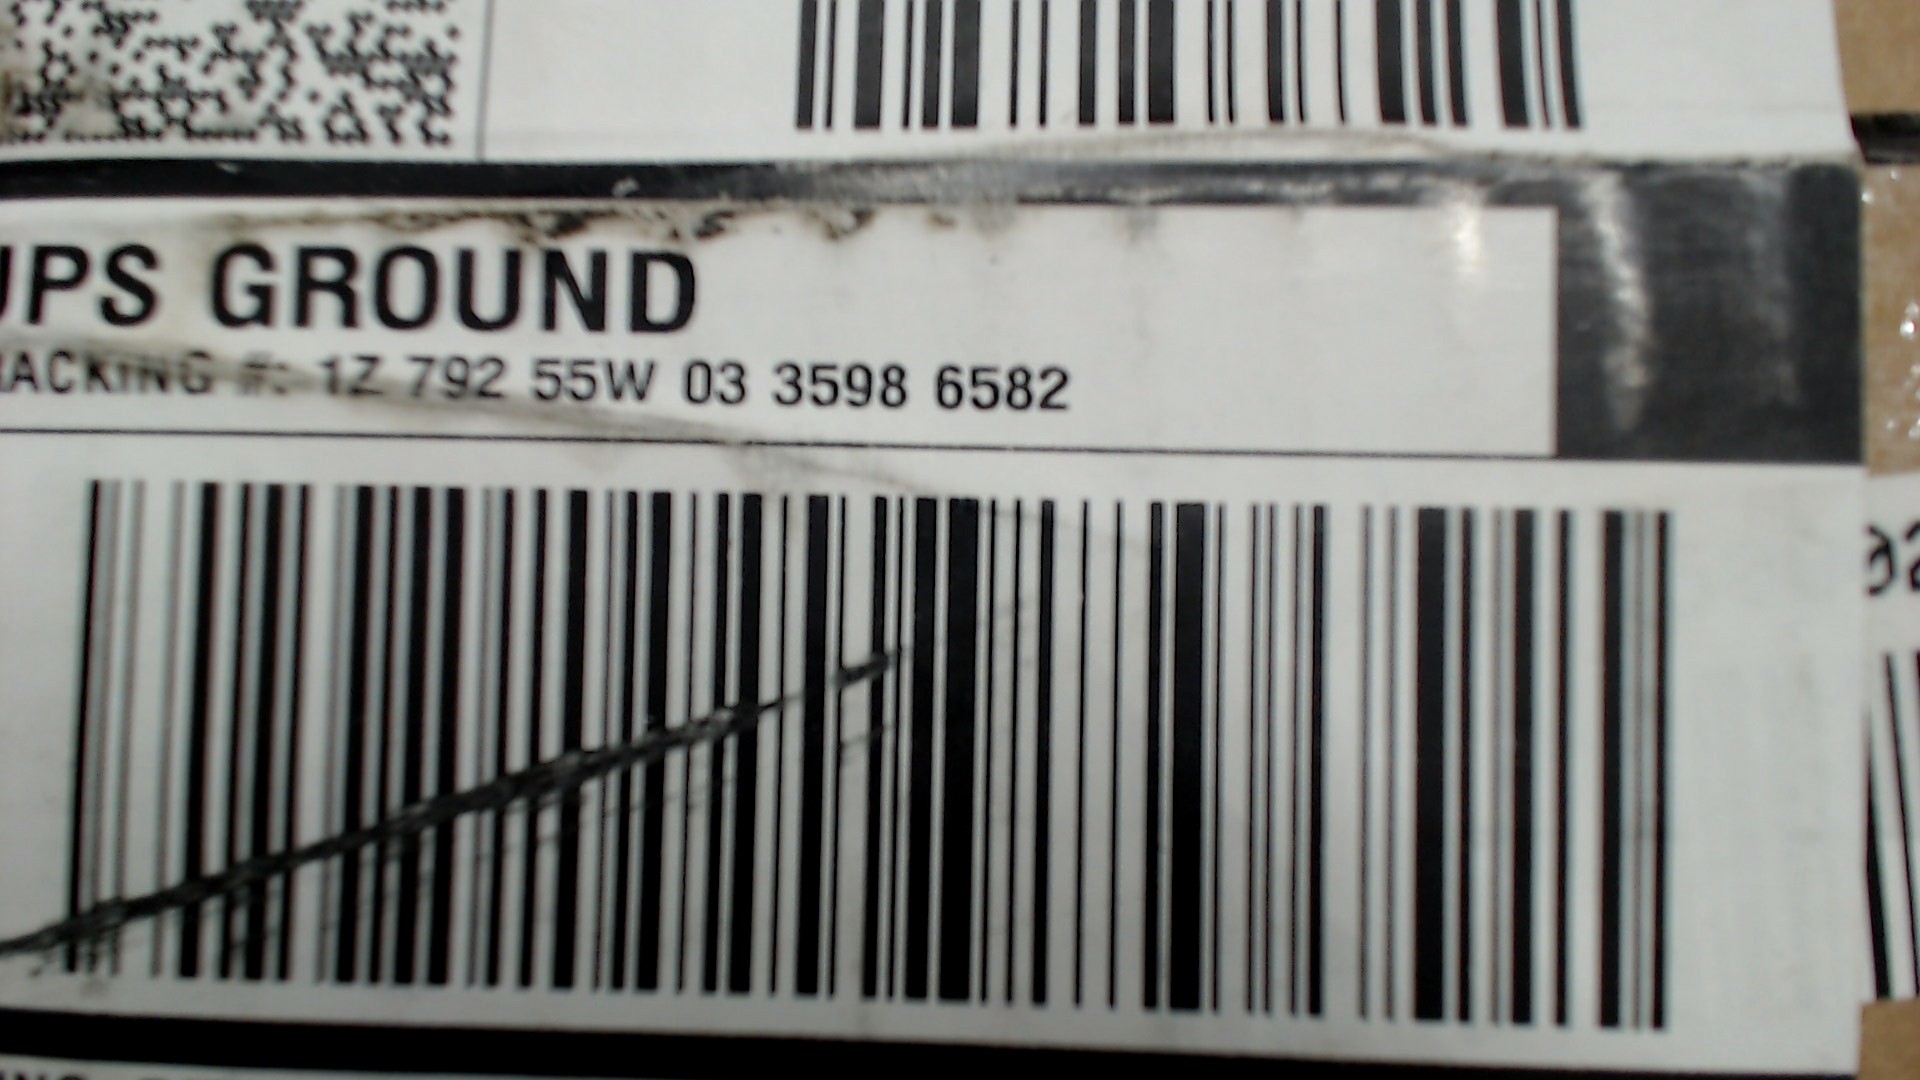 UPS GROUND
TRACKING #: 1Z 792 55W 03 3598 6582